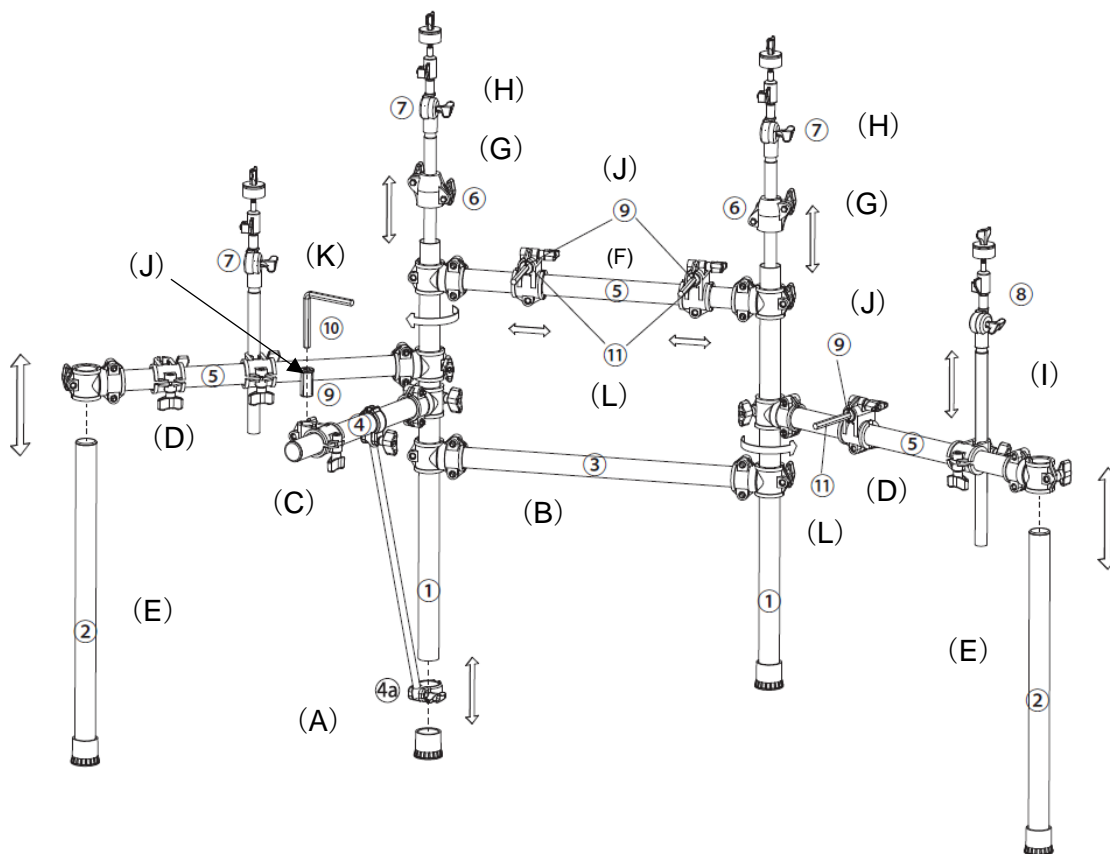 (H)
⑦
(H)
⑦
(G)
(J)
⑥
⑥
(G)
⑨
(J)
(K)
⑦
(F)
⑤
⑧
⑩
⑪
⑨
(I)
⑤
⑨
(L)
(D)
④
⑤
③
⑪
(D)
(C)
(B)
(L)
①
①
(E)
②
(E)
④a
②
(A)
(J)